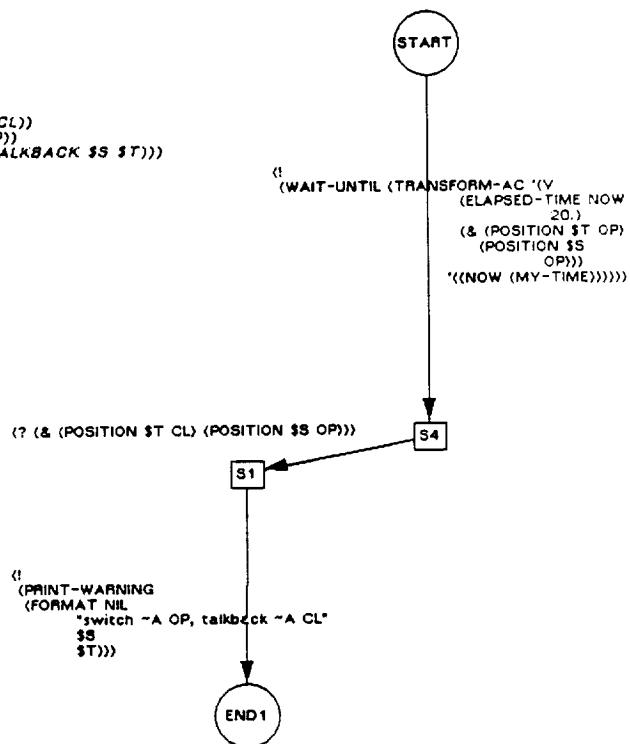 START
CL))
))
ALKBACK $S $T)))
(!
(WAIT-UNTIL (TRANSFORM-AC '(V
(ELAPSED-TIME NOW
20.)
(& (POSITION $T OP)
(POSITION $S
OP)))
'((NOW (MY-TIME))))))
(? (& (POSITION $T CL) (POSITION $S OP)))
S4
S1
(!
(PRINT-WARNING
(FORMAT NIL
"switch ~A OP, talkback ~A CL"
$S
$T)))
END1